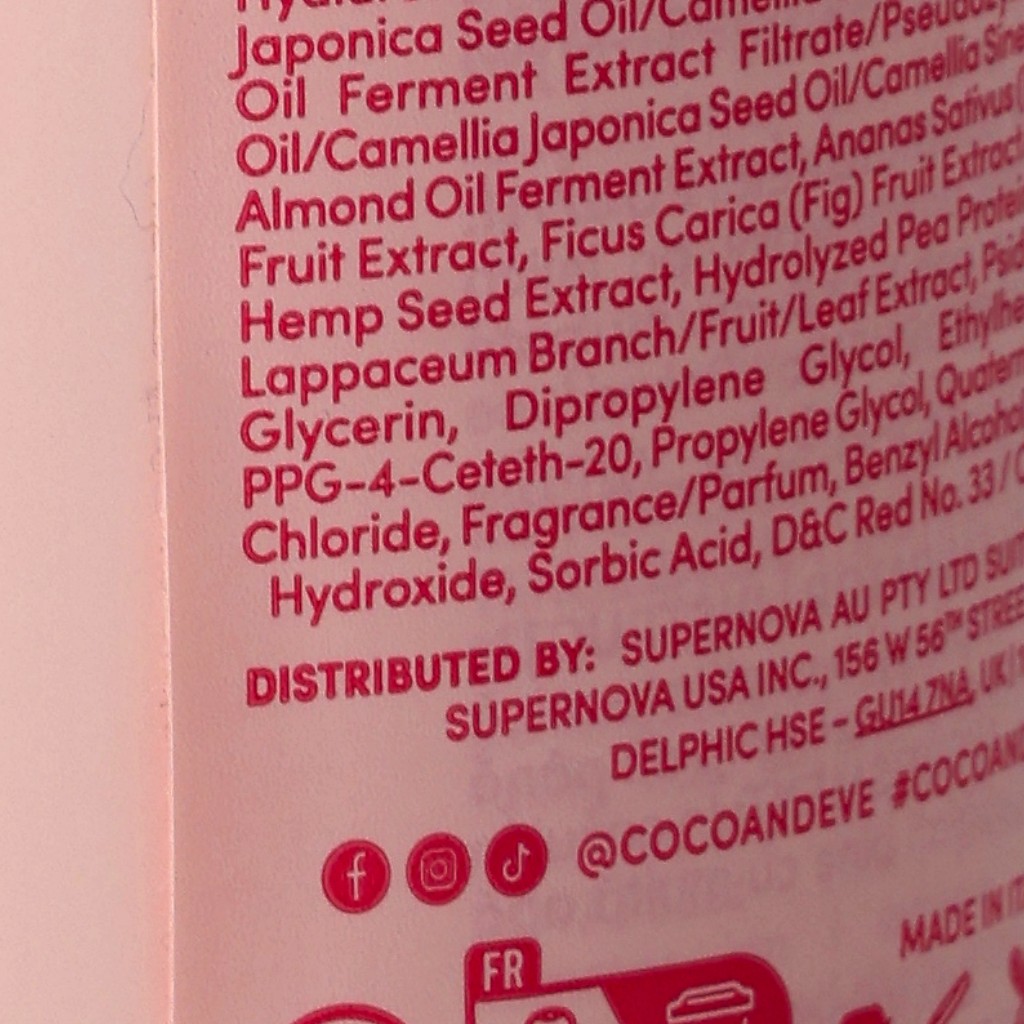 Japonica Seed Oil/Camellia
Oil Ferment Extract Filtrate/
Oil/Camellia Japonica Seed Oil/Camellia
Almond Oil Ferment Extract, Ananas Sativus
Fruit Extract, Ficus Carica (Fig) Fruit Extract
Hemp Seed Extract, Hydrolyzed Pea Protein
Lappaceum Branch/Fruit/Leaf Extract,
Glycerin, Dipropylene Glycol,
PPG-4-Ceteth-20, Propylene Glycol,
Chloride, Fragrance/Parfum, Benzyl Alcohol
Hydroxide, Sorbic Acid, D&C Red No. 33 /
DISTRIBUTED BY: SUPERNOVA AU PTY LTD
SUPERNOVA USA INC., 156 W 56TH STREET
DELPHIC HSE - GU14 7NA, UK |
@COCOANDEVE
MADE IN
FR